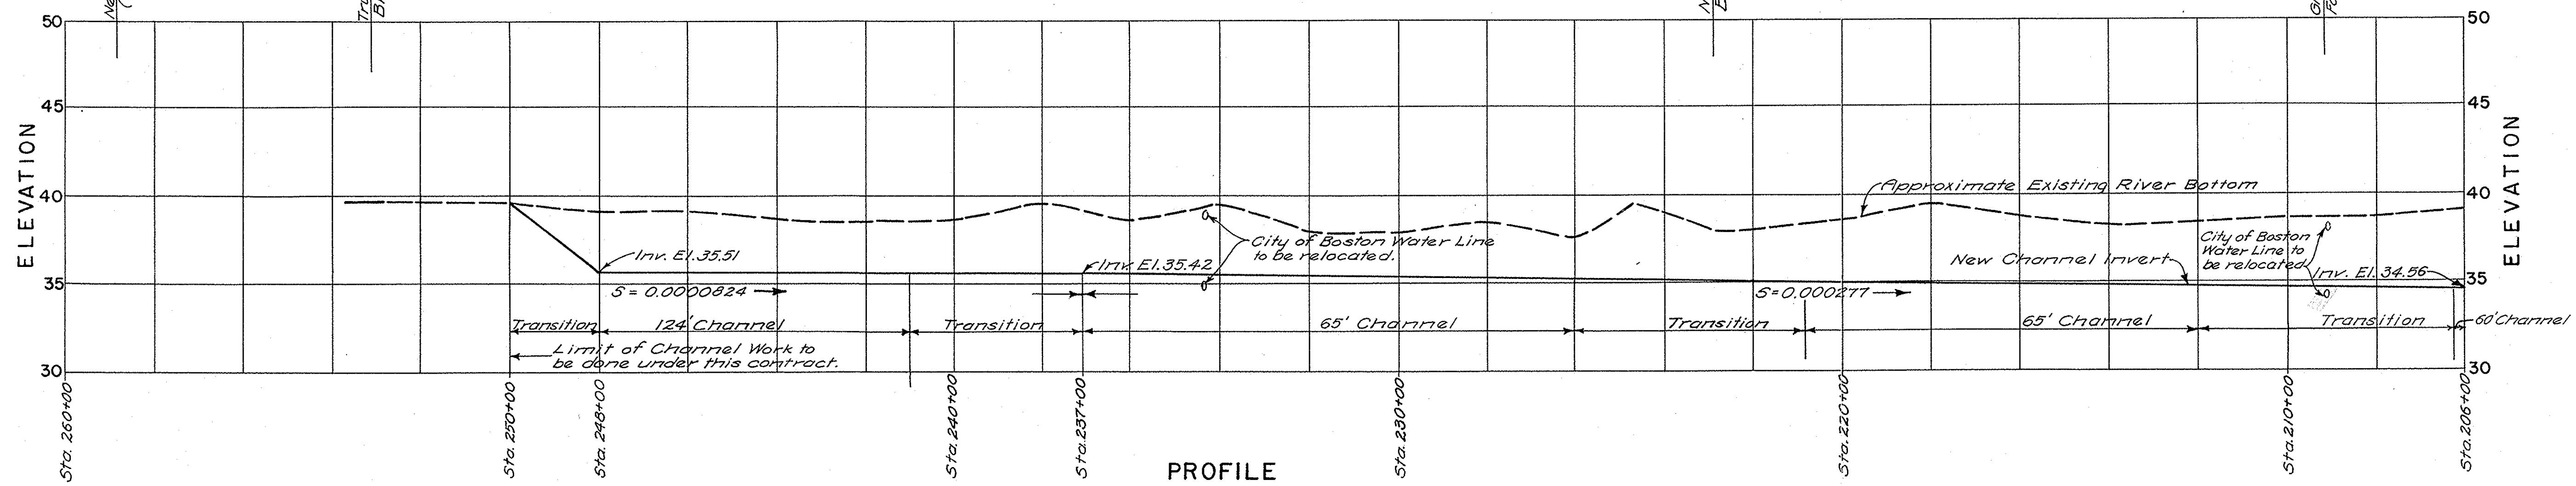 50
50
45
45
40
40
35
35
30
30
ELEVATION
ELEVATION
Approximate Existing River Bottom
Inv. El. 35.51
Inv. El. 35.42
City of Boston Water Line
to be relocated.
New Channel Invert
City of Boston
Water Line to
be relocated
Inv. El. 34.56
S = 0.0000824
S = 0.000277
Transition
124' Channel
Transition
65' Channel
Transition
65' Channel
Transition
60' Channel
Limit of Channel Work to
be done under this contract.
Sta. 260+00
Sta. 250+00
Sta. 248+00
Sta. 240+00
Sta. 237+00
Sta. 230+00
Sta. 220+00
Sta. 210+00
Sta. 206+00
PROFILE